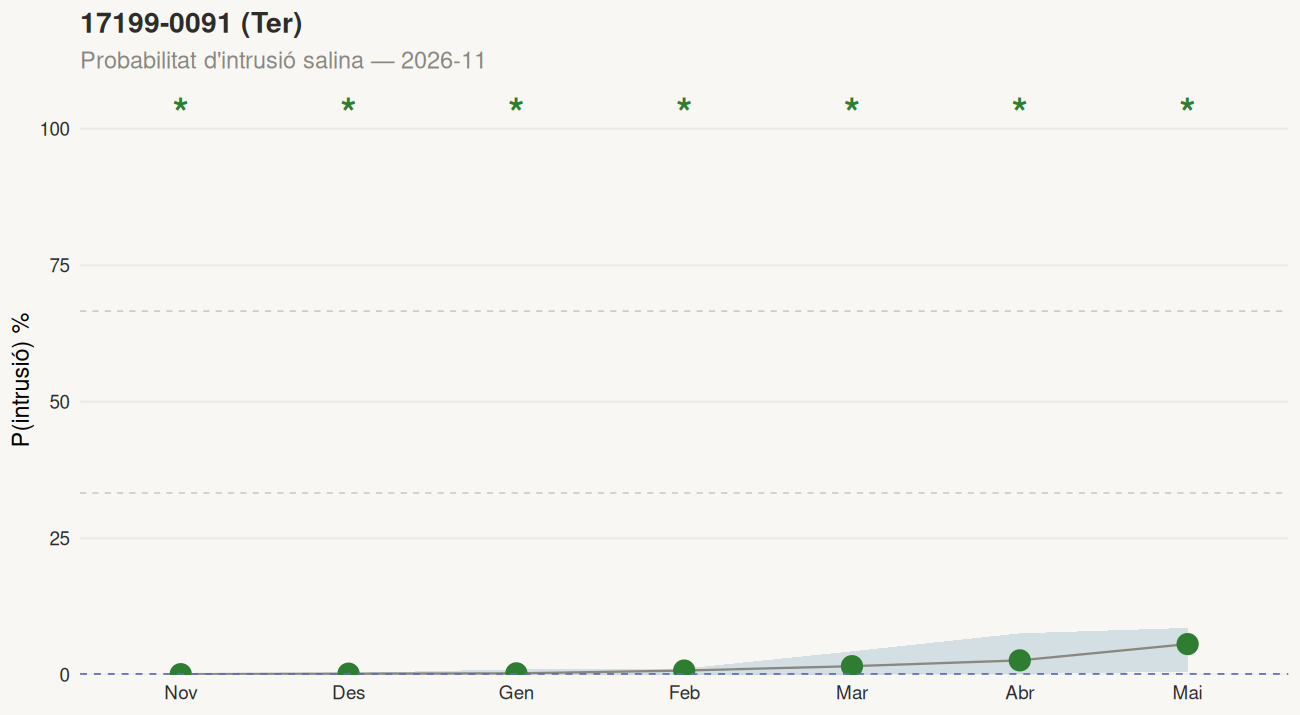 17199-0091 (Ter)
Probabilitat d'intrusió salina — 2026-11
* * * * * * *
100
75
50
25
0
P(intrusió) %
Nov Des Gen Feb Mar Abr Mai